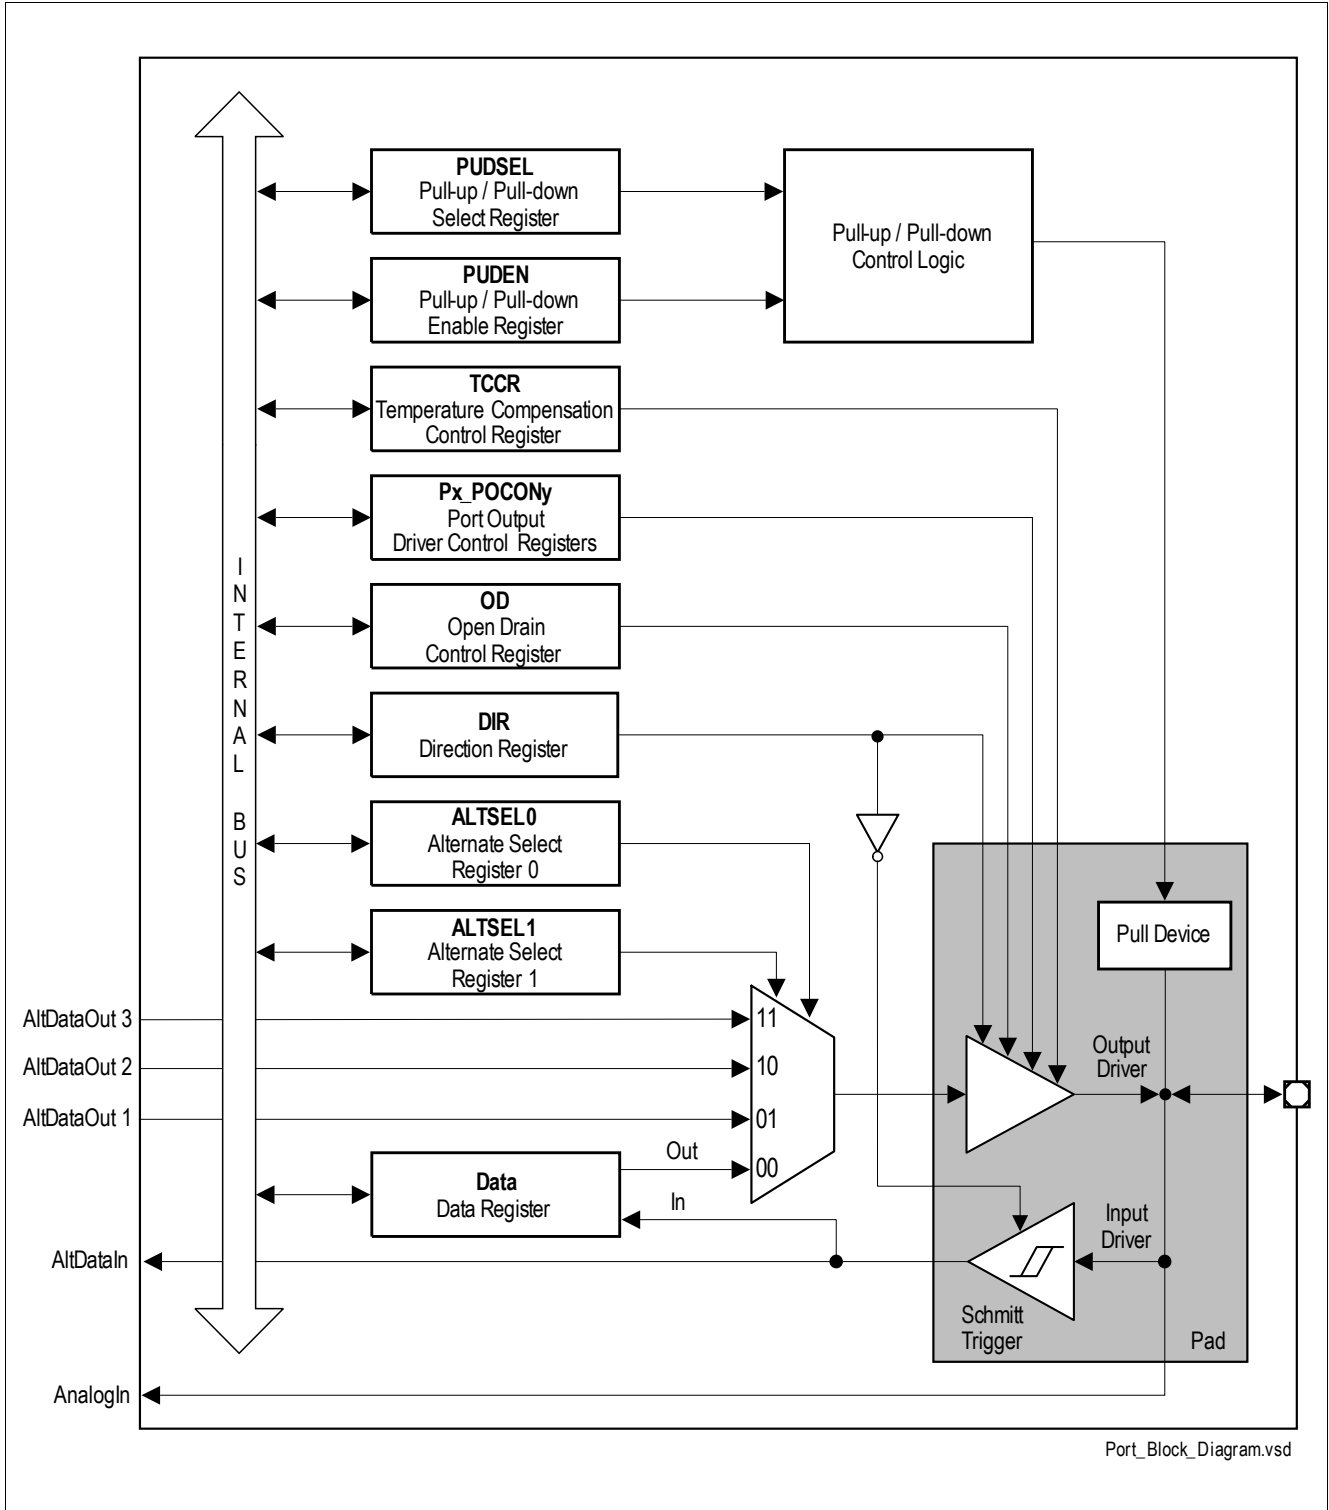 PUDSEL
Pull-up / Pull-down
Select Register
Pull-up / Pull-down
Control Logic
PUDEN
Pull-up / Pull-down
Enable Register
TCCR
Temperature Compensation
Control Register
Px_POCONy
Port Output
Driver Control Registers
INTERNAL BUS
OD
Open Drain
Control Register
DIR
Direction Register
ALTSEL0
Alternate Select
Register 0
ALTSEL1
Alternate Select
Register 1
Pull Device
AltDataOut 3
11
AltDataOut 2
10
AltDataOut 1
01
Output
Driver
Out
00
Data
Data Register
In
Input
Driver
AltDataIn
Schmitt
Trigger
Pad
AnalogIn
Port_Block_Diagram.vsd